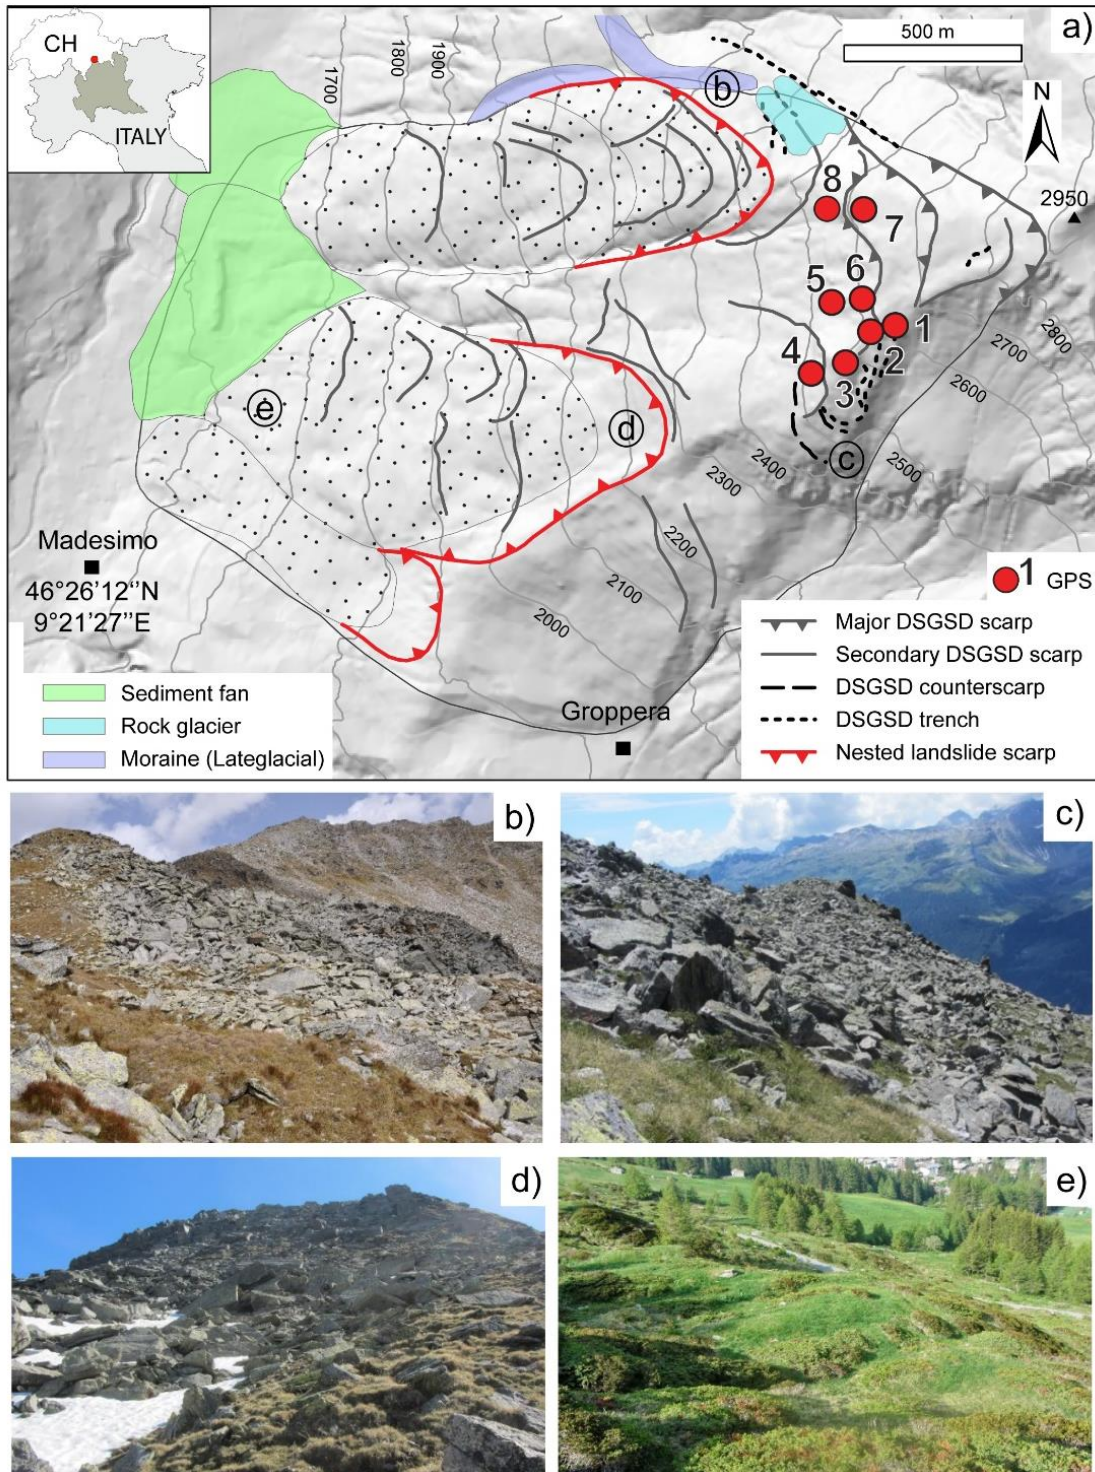 a)
CH
ITALY
1700
1800
1900
500 m
N
b
2950
8
7
5
6
1
4
2
3
2800
2700
2600
2500
2400
2300
2200
2100
2000
e
d
c
Madesimo
46°26'12‘‘N
9°21'27’’E
Groppera
1 GPS
Major DSGSD scarp
Secondary DSGSD scarp
DSGSD counterscarp
DSGSD trench
Nested landslide scarp
Sediment fan
Rock glacier
Moraine (Lateglacial)
b)
c)
d)
e)